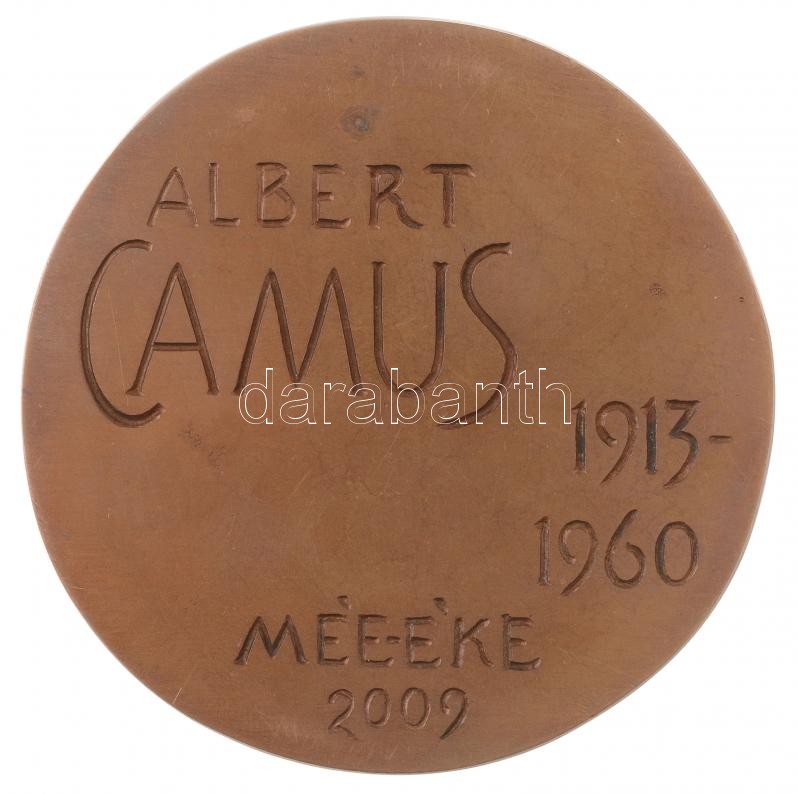 ALBERT
CAMUS
darabanth
1913-
1960
MÉE-ÉKE
2009